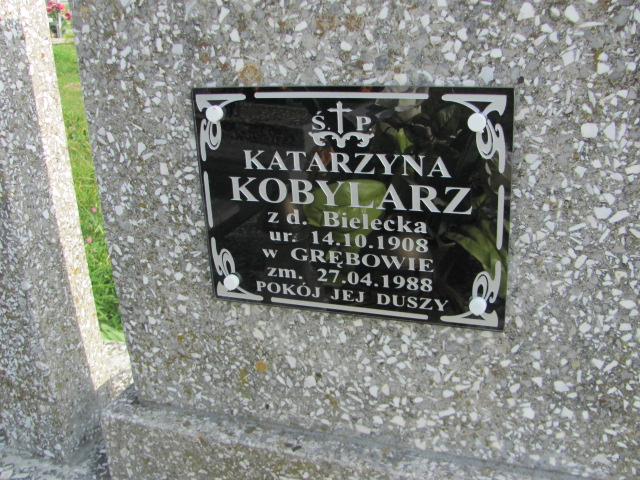 Ś P
KATARZYNA
KOBYLARZ
z d. Bielecka
ur. 14.10.1908
w GRĘBOWIE
zm. 27.04.1988
POKÓJ JEJ DUSZY